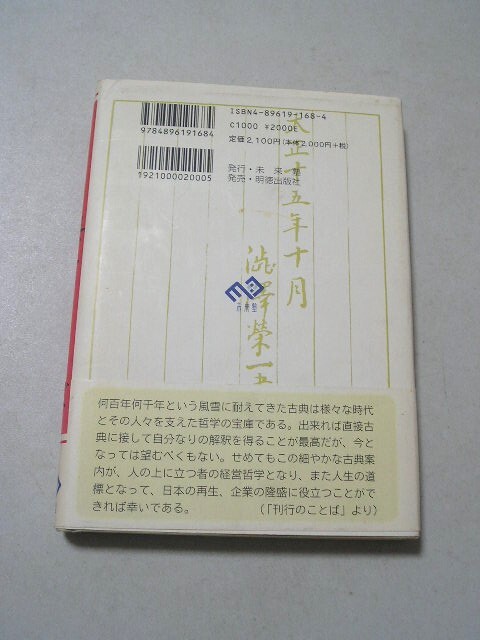 ISBN4-89619-168-4
C1000 ¥2000E
定価2,100円(本体2,000円+税)
9784896191684
1921000020005
発行・未来塾
発売・明徳出版社
大正十五年十月
澁澤榮一書
未来塾
何百年何千年という風雪に耐えてきた古典は様々な時代
とその人々を支えた哲学の宝庫である。出来れば直接古
典に接して自分なりの解釈を得ることが最高だが、今と
なっては望むべくもない。せめてもこの細やかな古典案
内が、人の上に立つ者の経営哲学となり、また人生の道
標となって、日本の再生、企業の隆盛に役立つことがで
きれば幸いである。
(「刊行のことば」より)